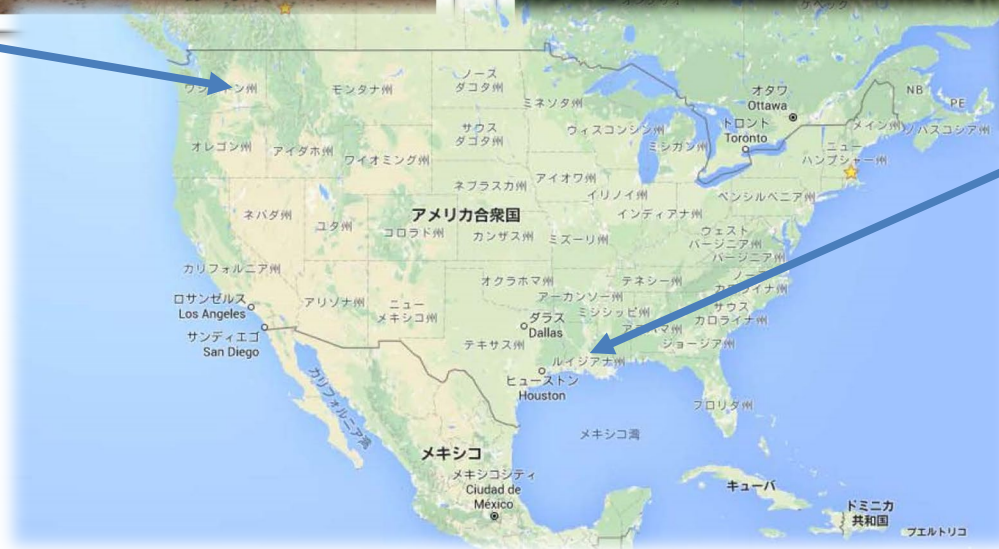 オタワ
Ottawa
NB
PE
トロント
Toronto
メイン州
ノバスコシア州
ニュー
ハンプシャー州
モンタナ州
ノース
ダコタ州
ミネソタ州
サウス
ダコタ州
ウィスコンシン州
ミシガン州
オレゴン州
アイダホ州
ワイオミング州
ネブラスカ州
アイオワ州
イリノイ州
インディアナ州
ペンシルベニア州
ネバダ州
ユタ州
アメリカ合衆国
コロラド州
カンザス州
ミズーリ州
ウェスト
バージニア州
バージニア州
カリフォルニア州
オクラホマ州
テネシー州
アーカンソー州
ミシシッピ州
サウス
カロライナ州
ロサンゼルス
Los Angeles
アリゾナ州
ニュー
メキシコ州
ダラス
Dallas
ジョージア州
サンディエゴ
San Diego
テキサス州
ルイジアナ州
ヒューストン
Houston
カリフォルニア湾
フロリダ州
メキシコ湾
メキシコ
メキシコシティ
Ciudad de
México
キューバ
ドミニカ
共和国
プエルトリコ